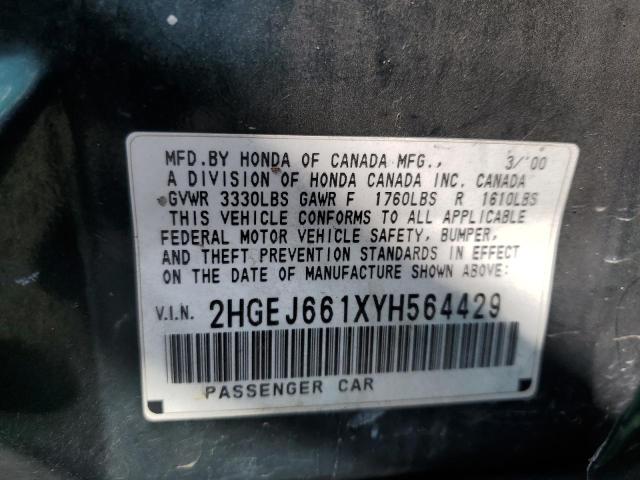 MFD.BY HONDA OF CANADA MFG., 3/'00
A DIVISION OF HONDA CANADA INC. CANADA
GVWR 3330LBS GAWR F 1760LBS R 1610LBS
THIS VEHICLE CONFORMS TO ALL APPLICABLE
FEDERAL MOTOR VEHICLE SAFETY, BUMPER,
AND THEFT PREVENTION STANDARDS IN EFFECT
ON THE DATE OF MANUFACTURE SHOWN ABOVE:
V.I.N. 2HGEJ661XYH564429
PASSENGER CAR